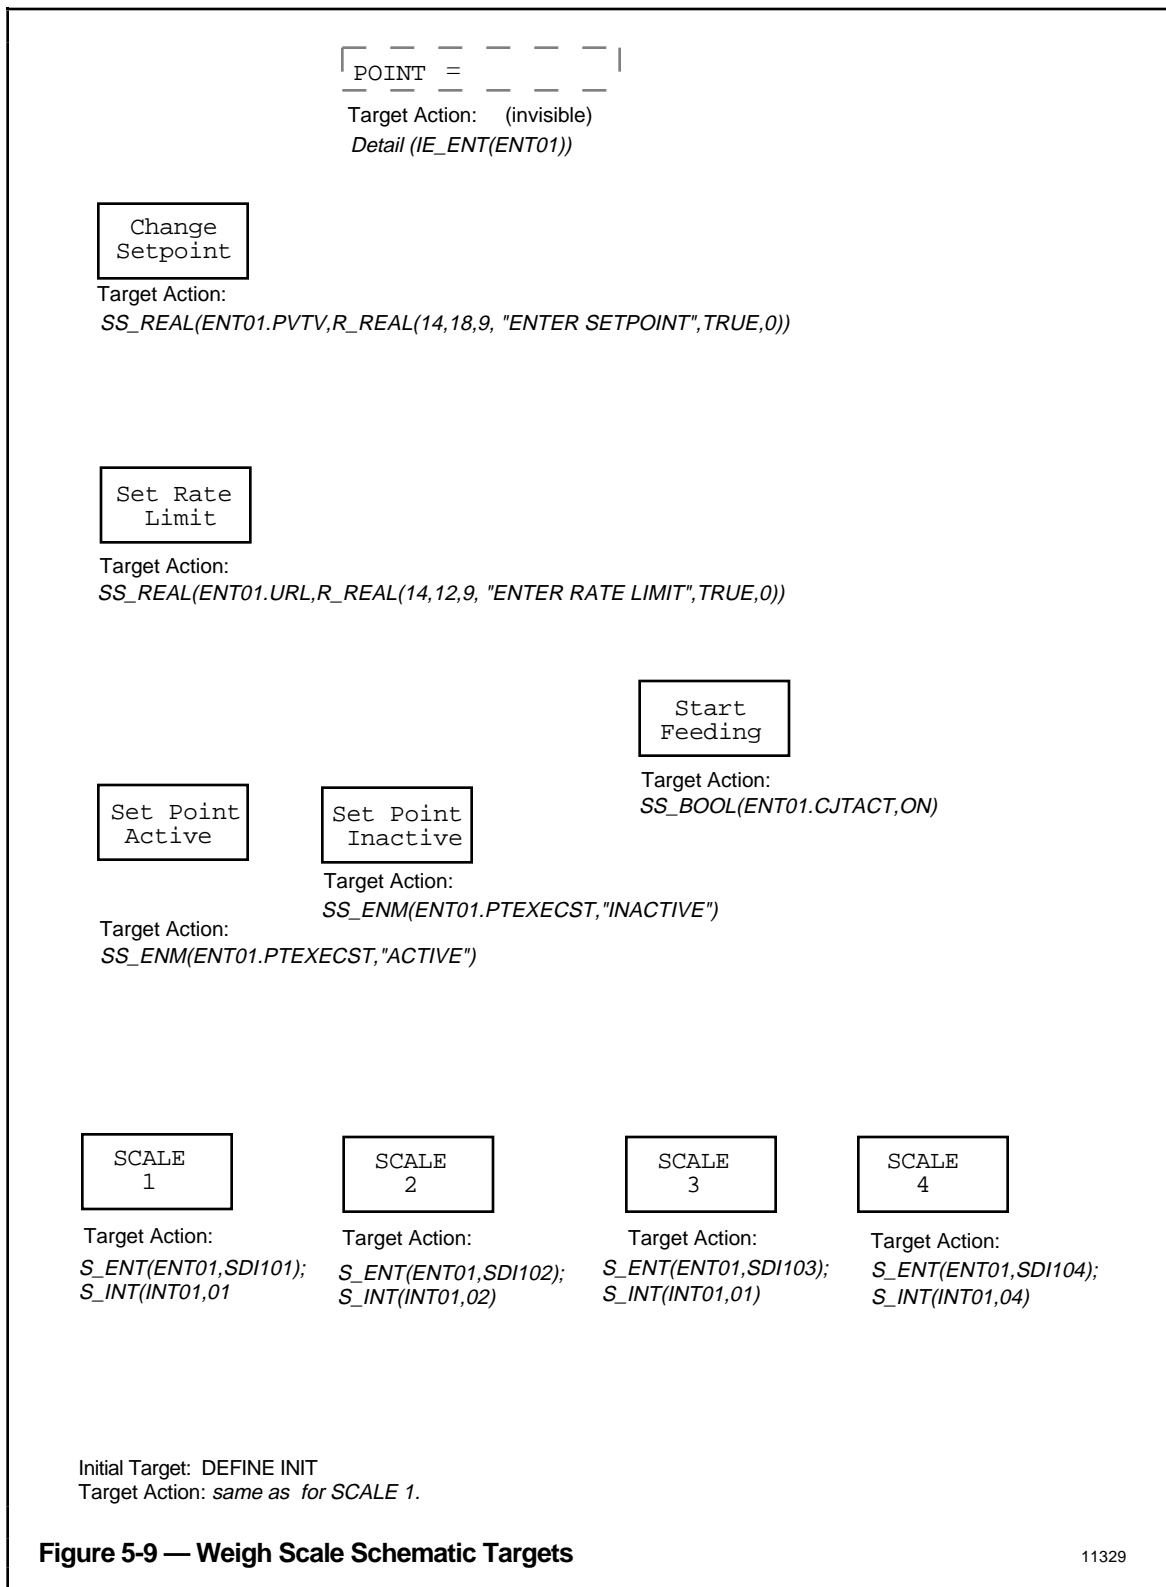 POINT =
Target Action: (invisible)
Detail (IE_ENT(ENT01))
Change
Setpoint
Target Action:
SS_REAL(ENT01.PVTV,R_REAL(14,18,9, "ENTER SETPOINT",TRUE,0))
Set Rate
Limit
Target Action:
SS_REAL(ENT01.URL,R_REAL(14,12,9, "ENTER RATE LIMIT",TRUE,0))
Start
Feeding
Target Action:
SS_BOOL(ENT01.CJTACT,ON)
Set Point
Active
Target Action:
SS_ENM(ENT01.PTEXECST,"ACTIVE")
Set Point
Inactive
Target Action:
SS_ENM(ENT01.PTEXECST,"INACTIVE")
SCALE
1
Target Action:
S_ENT(ENT01,SDI101);
S_INT(INT01,01
SCALE
2
Target Action:
S_ENT(ENT01,SDI102);
S_INT(INT01,02)
SCALE
3
Target Action:
S_ENT(ENT01,SDI103);
S_INT(INT01,01)
SCALE
4
Target Action:
S_ENT(ENT01,SDI104);
S_INT(INT01,04)
Initial Target: DEFINE INIT
Target Action: same as for SCALE 1.
Figure 5-9 — Weigh Scale Schematic Targets
11329